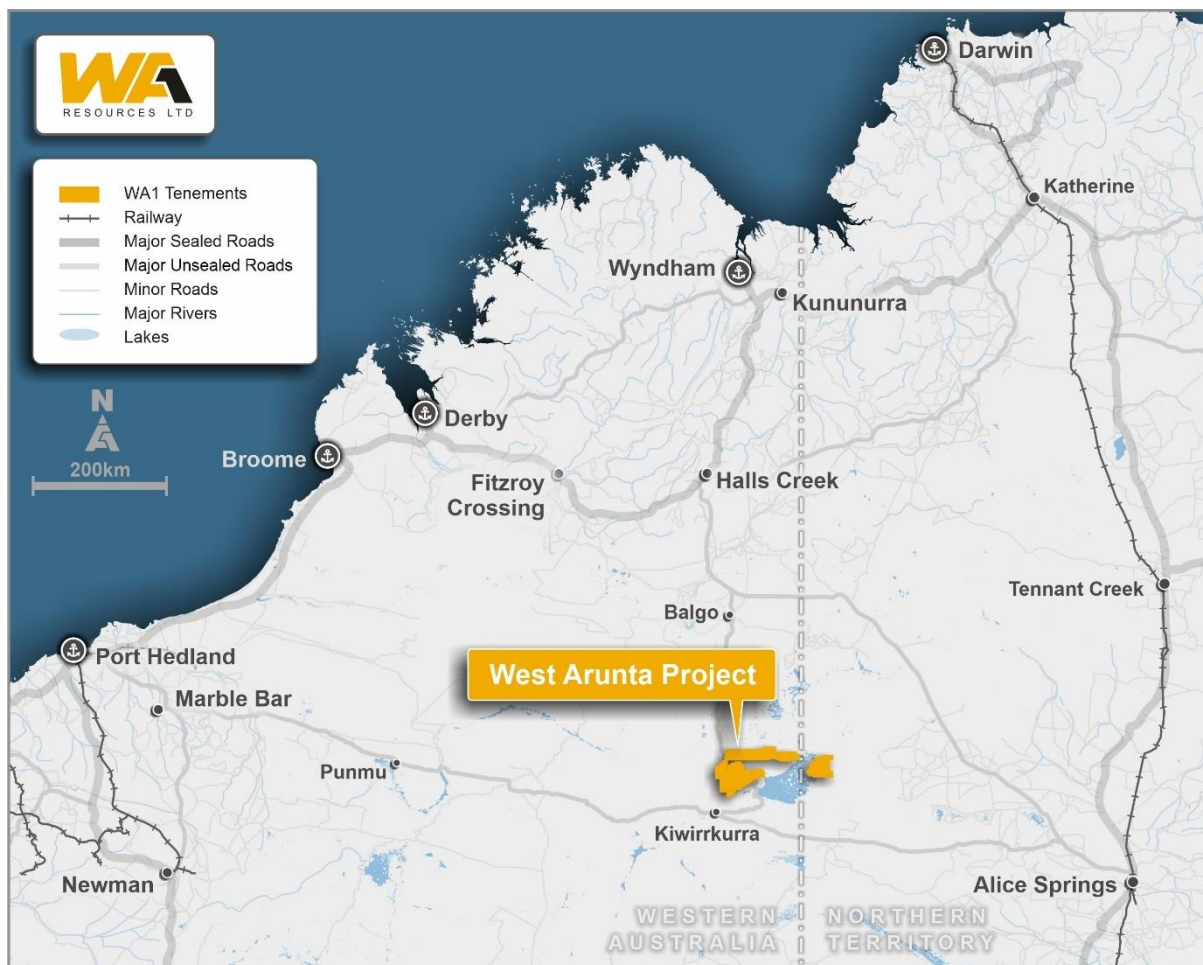 WA1
RESOURCES LTD
WA1 Tenements
Railway
Major Sealed Roads
Major Unsealed Roads
Minor Roads
Major Rivers
Lakes
N
200km
Darwin
Katherine
Wyndham
Kununurra
Derby
Broome
Fitzroy
Crossing
Halls Creek
Tennant Creek
Balgo
West Arunta Project
Port Hedland
Marble Bar
Punmu
Kiwirrkurra
Newman
Alice Springs
WESTERN
AUSTRALIA
NORTHERN
TERRITORY